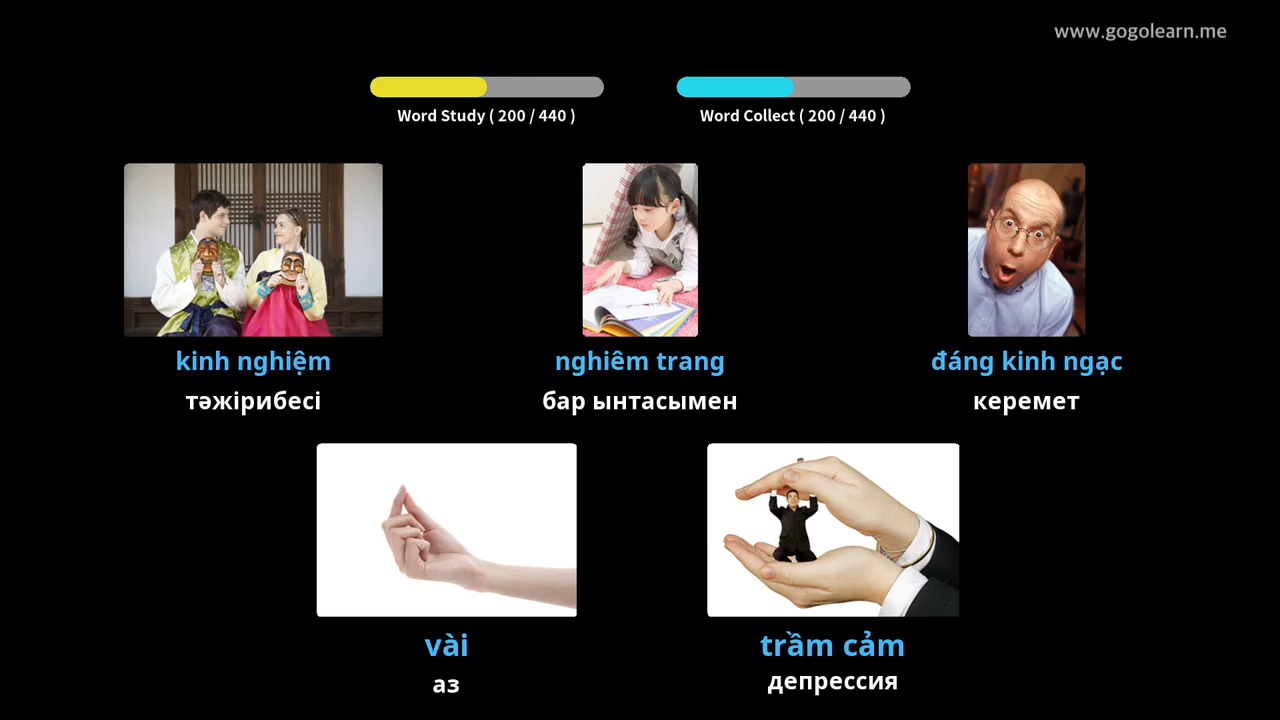 www.gogolearn.me
Word Study ( 200 / 440 )
Word Collect ( 200 / 440 )
kinh nghiệm
тәжірибесі
nghiêm trang
бар ынтасымен
đáng kinh ngạc
керемет
vài
аз
trầm cảm
депрессия